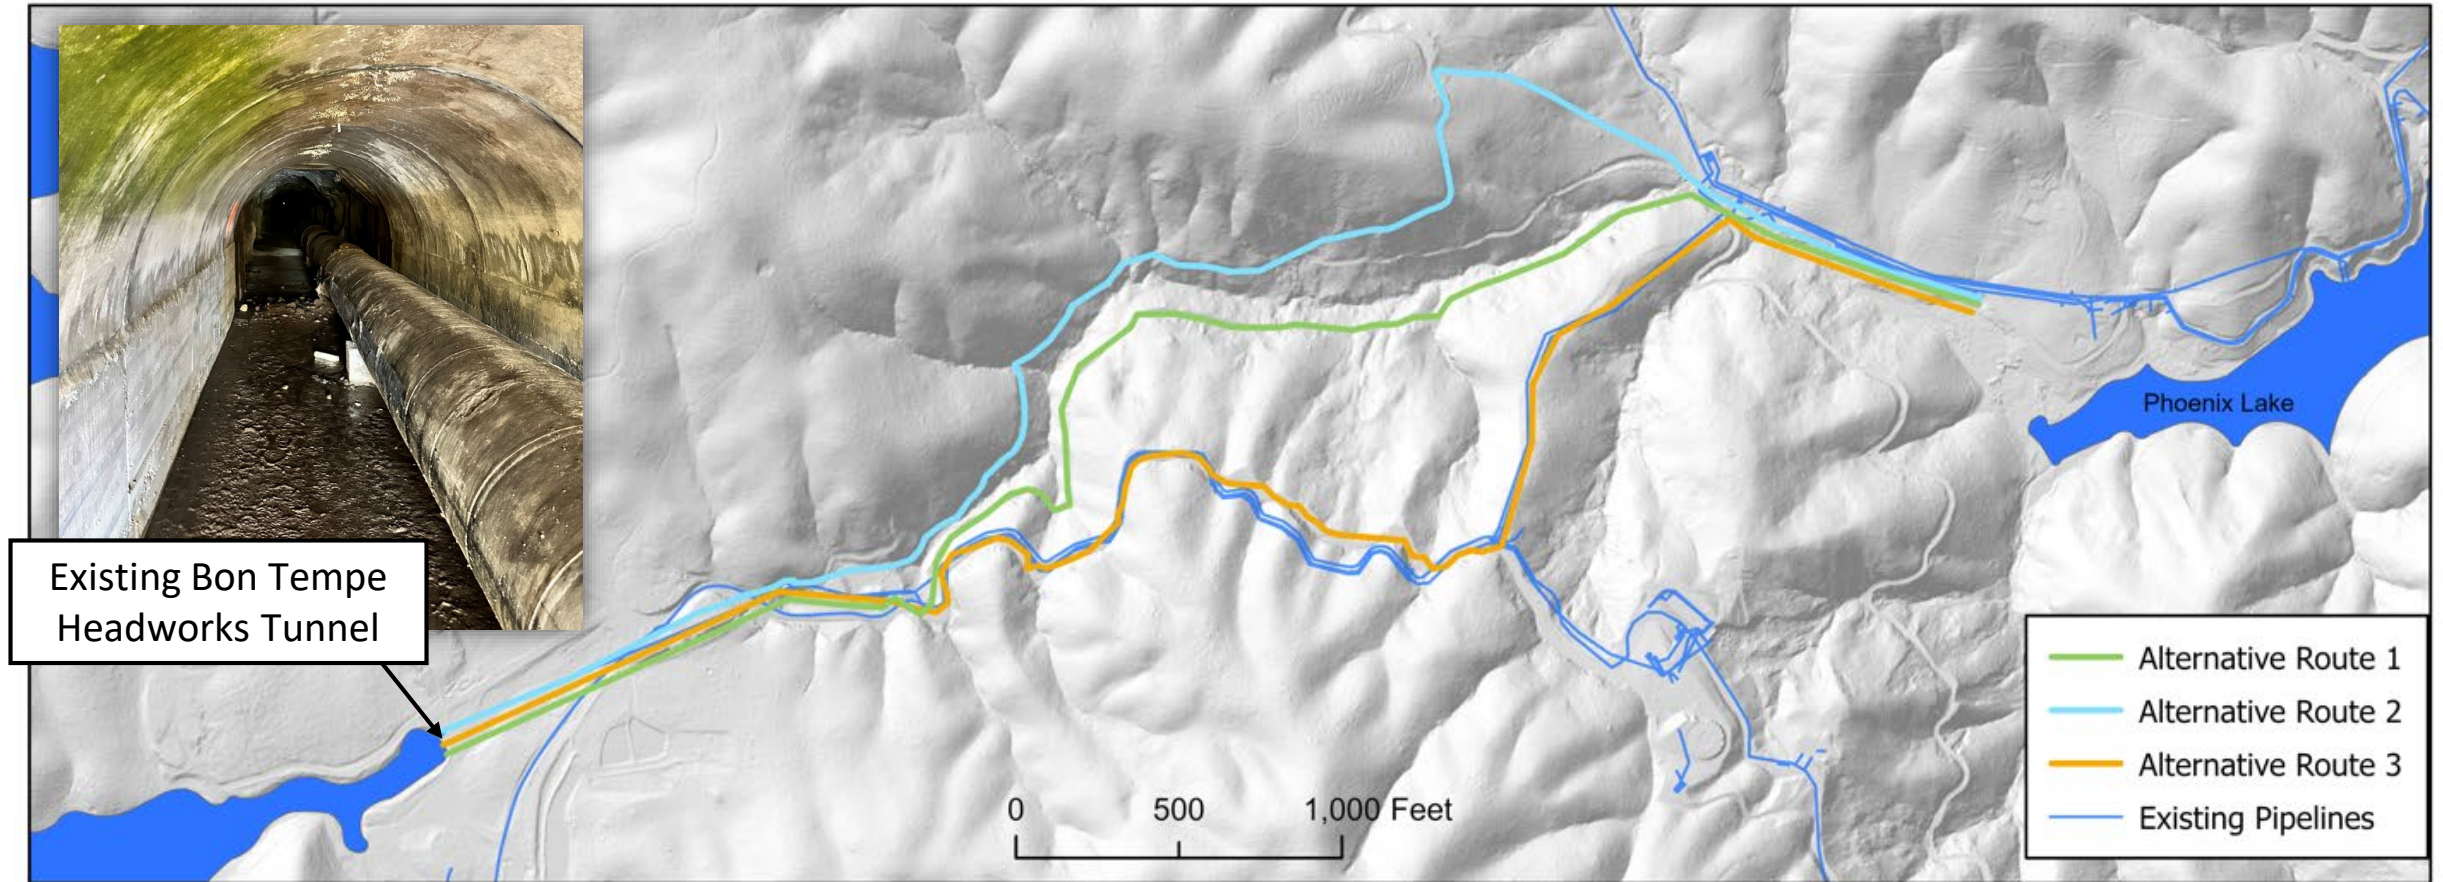 Existing Bon Tempe
Headworks Tunnel
Phoenix Lake
0 500 1,000 Feet
Alternative Route 1
Alternative Route 2
Alternative Route 3
Existing Pipelines